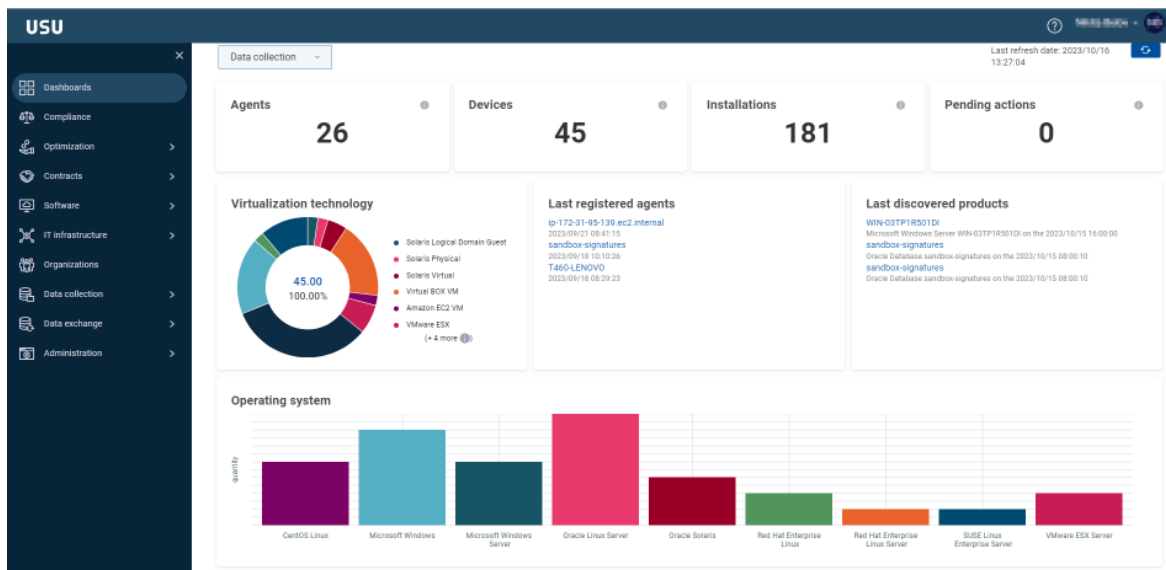 USU
Data collection
Last refresh date: 2023/10/16
13:27:04
Dashboards
Compliance
Optimization
Contracts
Software
IT infrastructure
Organizations
Data collection
Data exchange
Administration
Agents
26
Devices
45
Installations
181
Pending actions
0
Virtualization technology
45.00
100.00%
Solaris Logical Domain Guest
Solaris Physical
Solaris Virtual
Virtual BOX VM
Amazon EC2 VM
VMware ESX
(+ 4 more)
Last registered agents
ip-172-31-95-139.ec2.internal
2023/09/21 08:41:15
sandbox-signatures
2023/09/18 10:10:26
T460-LENOVO
2023/09/18 08:29:23
Last discovered products
WIN-03TP1R501DI
Microsoft Windows Server WIN-03TP1R501DI on the 2023/10/15 16:00:00
sandbox-signatures
Oracle Database sandbox-signatures on the 2023/10/15 08:00:10
sandbox-signatures
Oracle Database sandbox-signatures on the 2023/10/15 08:00:10
Operating system
quantity
CentOS Linux
Microsoft Windows
Microsoft Windows
Server
Oracle Linux Server
Oracle Solaris
Red Hat Enterprise
Linux
Red Hat Enterprise
Linux Server
SUSE Linux
Enterprise Server
VMware ESX Server